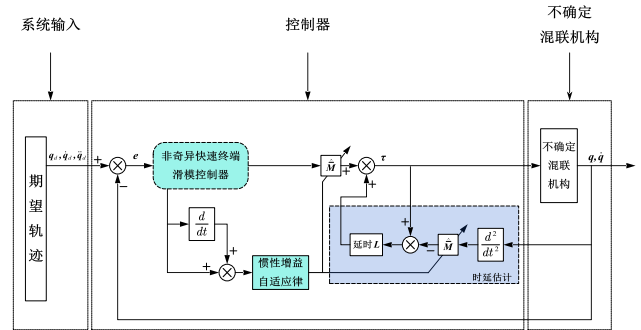 系统输入
控制器
不确定
混联机构
期望轨迹
q_d, q̇_d, q̈_d
+
−
e
非奇异快速终端
滑模控制器
M̂̄
+
+
τ
不确定
混联
机构
q, q̇
d/dt
+
+
惯性增益
自适应律
延时L
+
−
M̂̄
d²/dt²
时延估计